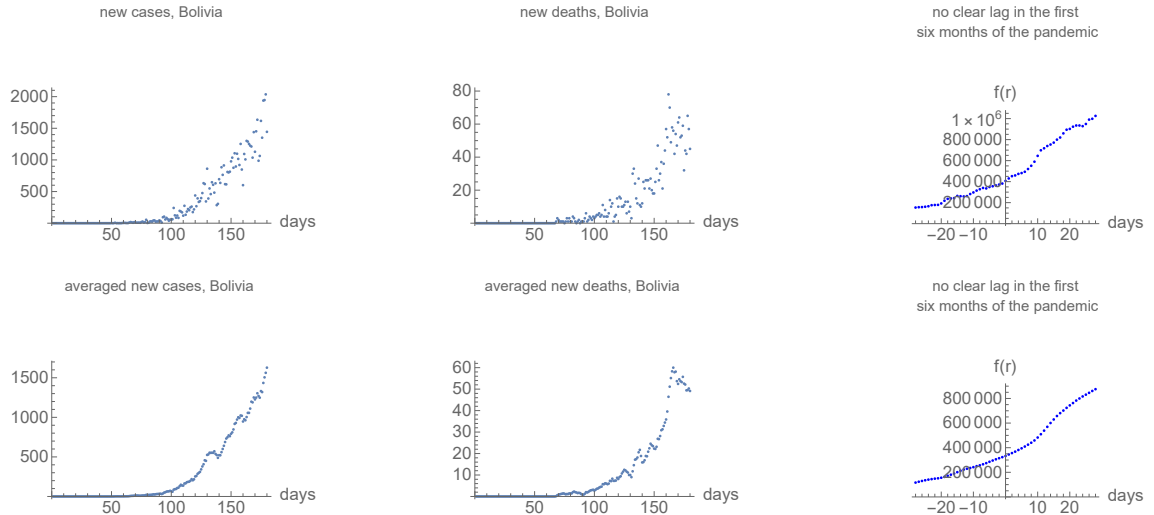 new cases, Bolivia
2000
1500
1000
500
50
100
150
days
new deaths, Bolivia
80
60
40
20
50
100
150
days
no clear lag in the first
six months of the pandemic
f(r)
1 × 10⁶
800 000
600 000
400 000
200 000
−20 −10
10
20
days
averaged new cases, Bolivia
1500
1000
500
50
100
150
days
averaged new deaths, Bolivia
60
50
40
30
20
10
50
100
150
days
no clear lag in the first
six months of the pandemic
f(r)
800 000
600 000
400 000
200 000
−20 −10
10
20
days